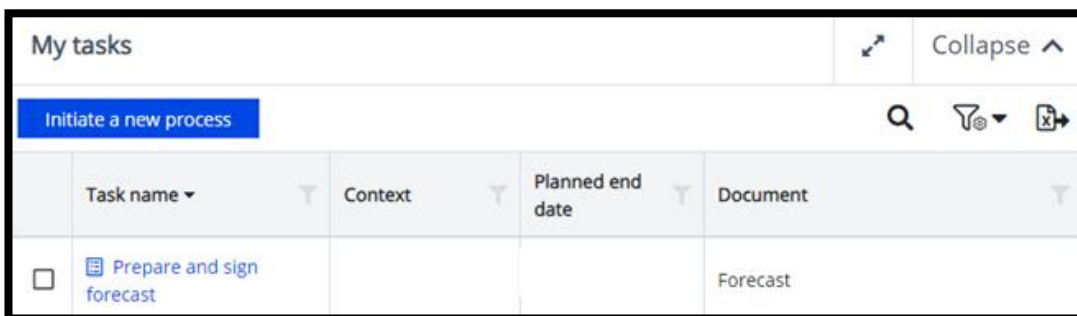 My tasks
Collapse
Initiate a new process
Task name
Context
Planned end
date
Document
Prepare and sign
forecast
Forecast